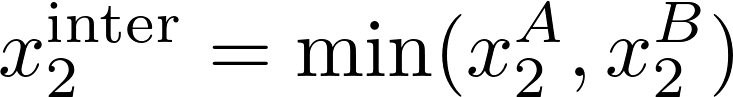 x_2^{inter} = min(x_2^A, x_2^B)